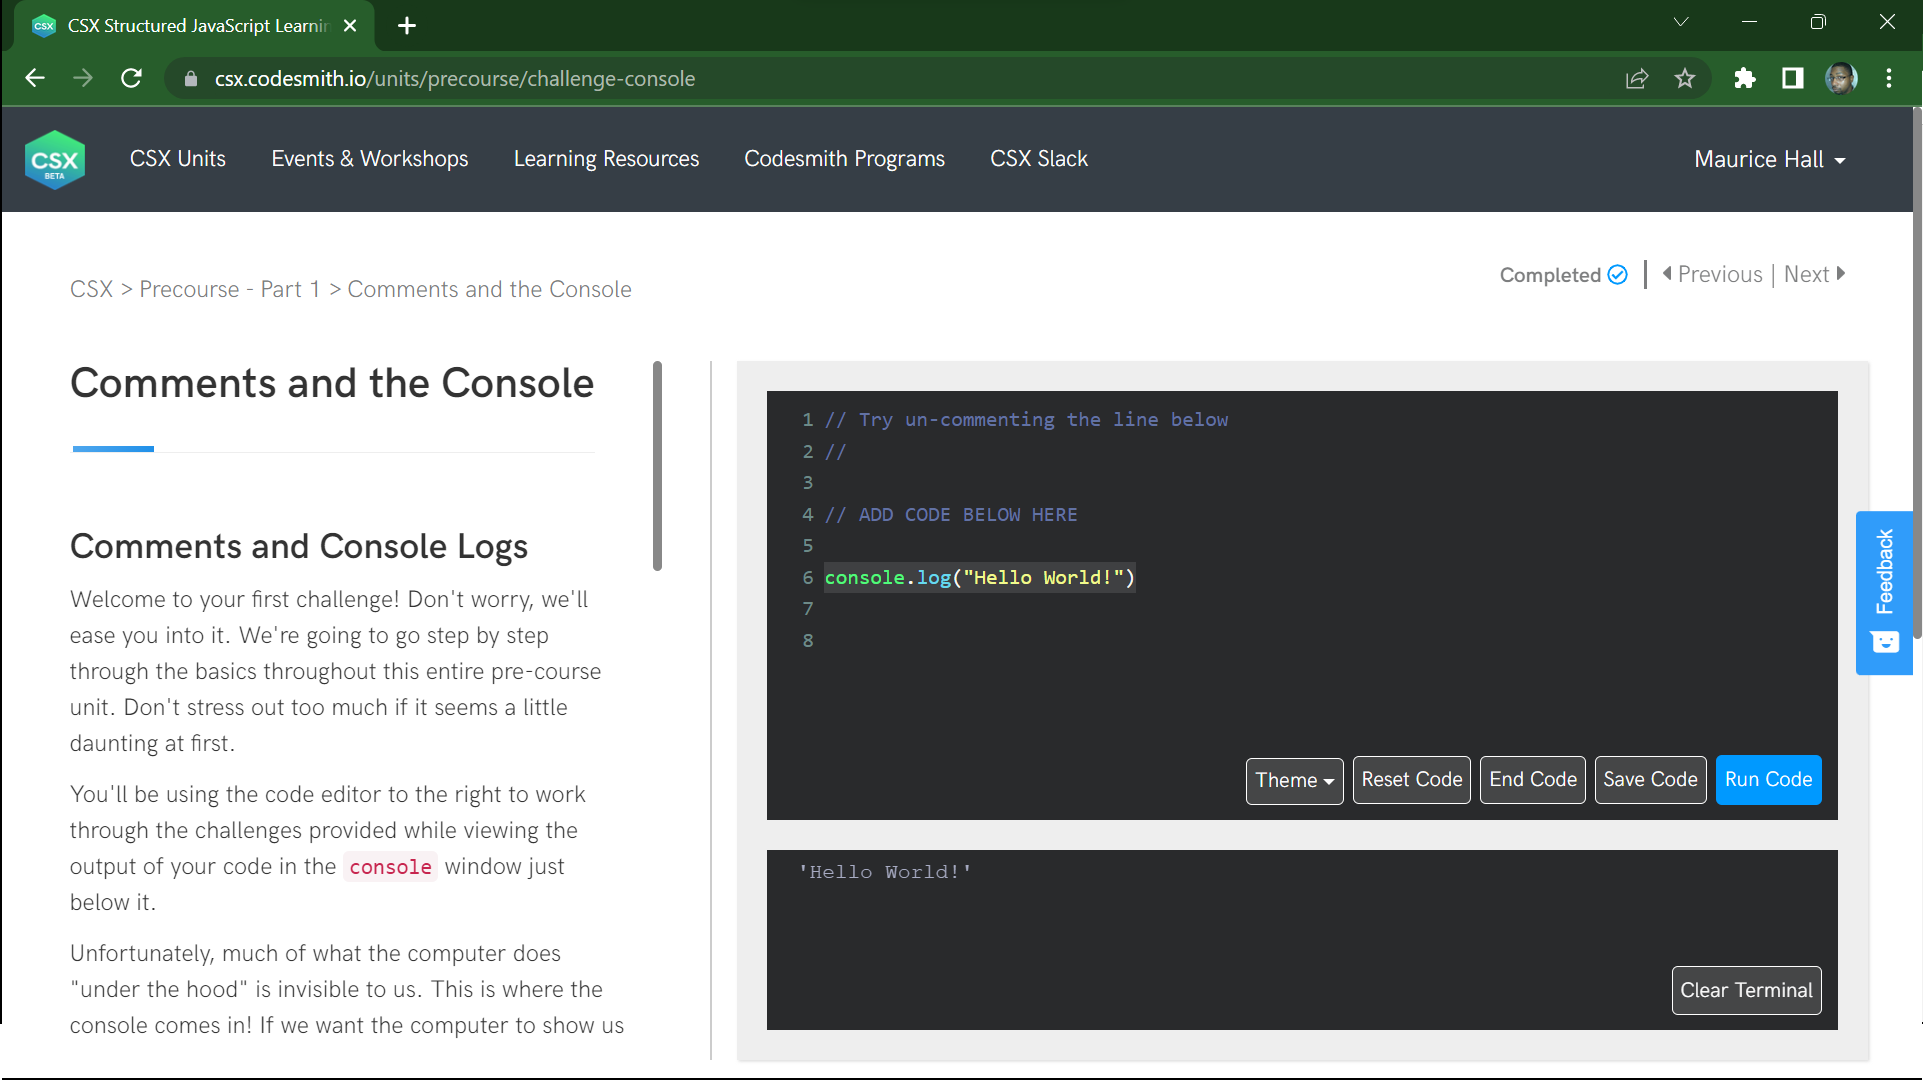 CSX Structured JavaScript Learnin
csx.codesmith.io/units/precourse/challenge-console
CSX
BETA
CSX Units
Events & Workshops
Learning Resources
Codesmith Programs
CSX Slack
Maurice Hall
CSX > Precourse - Part 1 > Comments and the Console
Completed
Previous | Next
Comments and the Console
Comments and Console Logs
Welcome to your first challenge! Don't worry, we'll
ease you into it. We're going to go step by step
through the basics throughout this entire pre-course
unit. Don't stress out too much if it seems a little
daunting at first.
You'll be using the code editor to the right to work
through the challenges provided while viewing the
output of your code in the console window just
below it.
Unfortunately, much of what the computer does
"under the hood" is invisible to us. This is where the
console comes in! If we want the computer to show us
1 // Try un-commenting the line below
2 //
3
4 // ADD CODE BELOW HERE
5
6 console.log("Hello World!")
7
8
Theme
Reset Code
End Code
Save Code
Run Code
'Hello World!'
Clear Terminal
Feedback